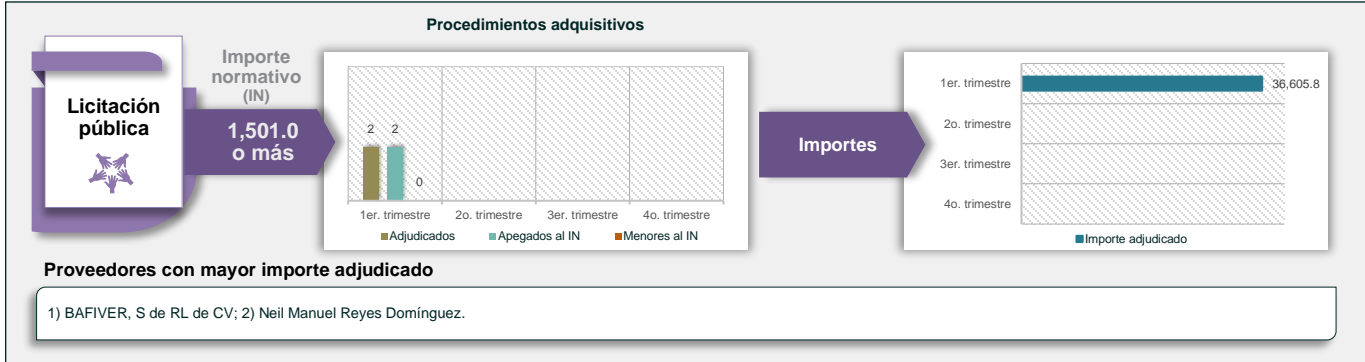 Procedimientos adquisitivos
Licitación
pública
Importe
normativo
(IN)
1,501.0
o más
2
2
0
1er. trimestre
2o. trimestre
3er. trimestre
4o. trimestre
Adjudicados
Apegados al IN
Menores al IN
Importes
1er. trimestre
36,605.8
2o. trimestre
3er. trimestre
4o. trimestre
Importe adjudicado
Proveedores con mayor importe adjudicado
1) BAFIVER, S de RL de CV; 2) Neil Manuel Reyes Domínguez.